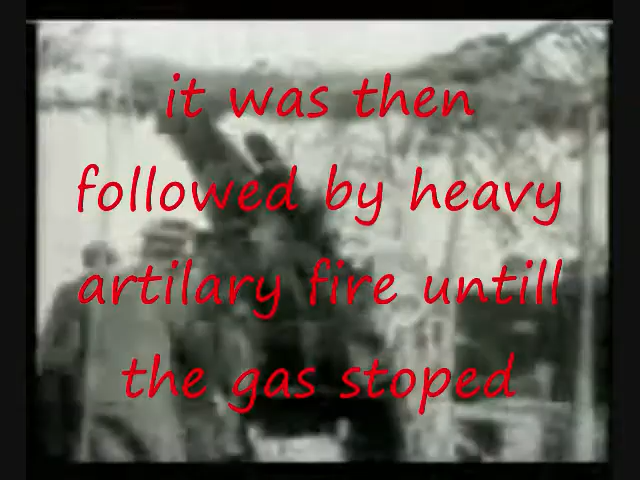 it was then
followed by heavy
artilary fire untill
the gas stoped